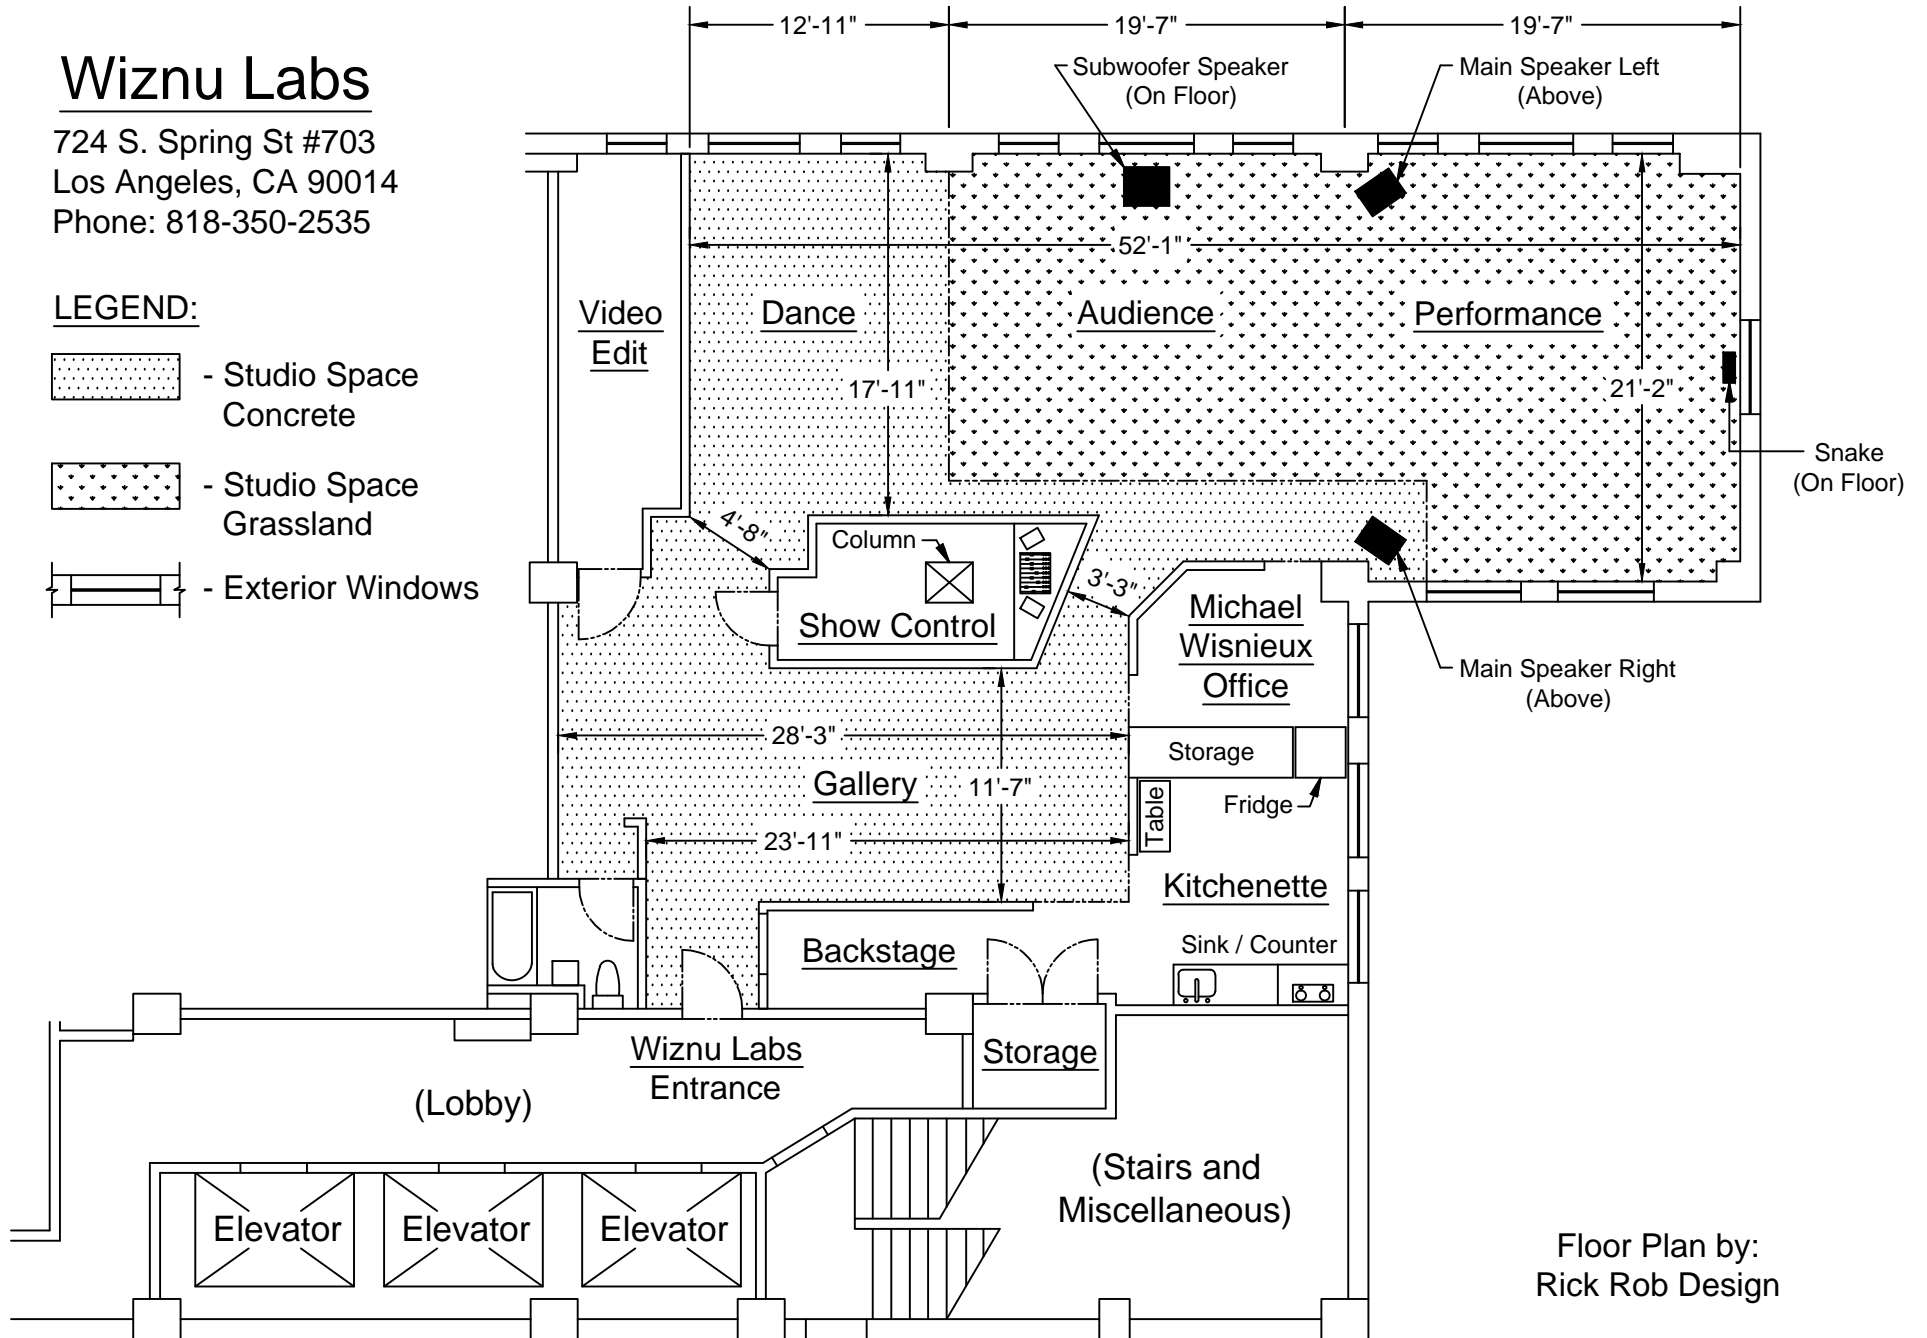 12'-11"
19'-7"
19'-7"
Wiznu Labs
724 S. Spring St #703
Los Angeles, CA 90014
Phone: 818-350-2535
Subwoofer Speaker
(On Floor)
Main Speaker Left
(Above)
52'-1"
LEGEND:
- Studio Space
Concrete
- Studio Space
Grassland
- Exterior Windows
Video
Edit
Dance
Audience
Performance
17'-11"
21'-2"
Snake
(On Floor)
4'-8"
Column
3'-3"
Show Control
Michael
Wisnieux
Office
Main Speaker Right
(Above)
28'-3"
Storage
Gallery
11'-7"
Fridge
Table
23'-11"
Kitchenette
Backstage
Sink / Counter
Wiznu Labs
Entrance
Storage
(Lobby)
(Stairs and
Miscellaneous)
Elevator
Elevator
Elevator
Floor Plan by:
Rick Rob Design